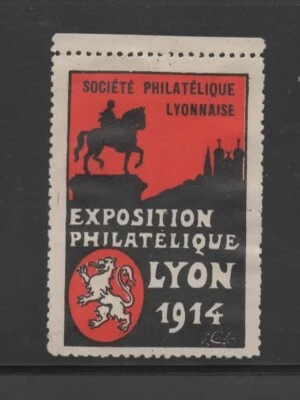 SOCIÉTÉ PHILATÉLIQUE
LYONNAISE
EXPOSITION
PHILATÉLIQUE
LYON
1914